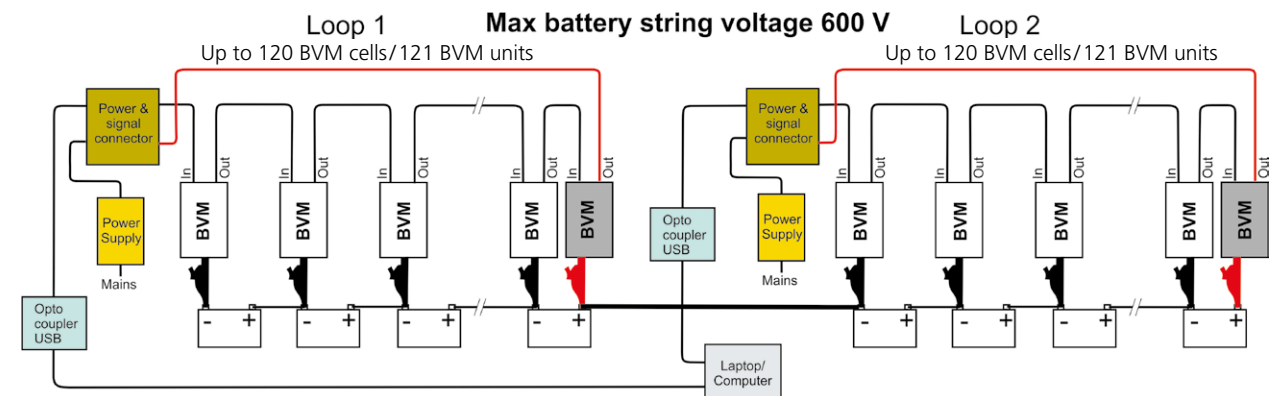 Loop 1
Max battery string voltage 600 V
Loop 2
Up to 120 BVM cells/121 BVM units
Up to 120 BVM cells/121 BVM units
Power &
signal
connector
In
Out
In
Out
In
Out
In
Out
In
Out
BVM
BVM
BVM
BVM
BVM
Power
Supply
Mains
Opto
coupler
USB
- +
- +
- +
- +
Power &
signal
connector
In
Out
In
Out
In
Out
In
Out
In
Out
BVM
BVM
BVM
BVM
BVM
Opto
coupler
USB
Power
Supply
Mains
- +
- +
- +
- +
Laptop/
Computer